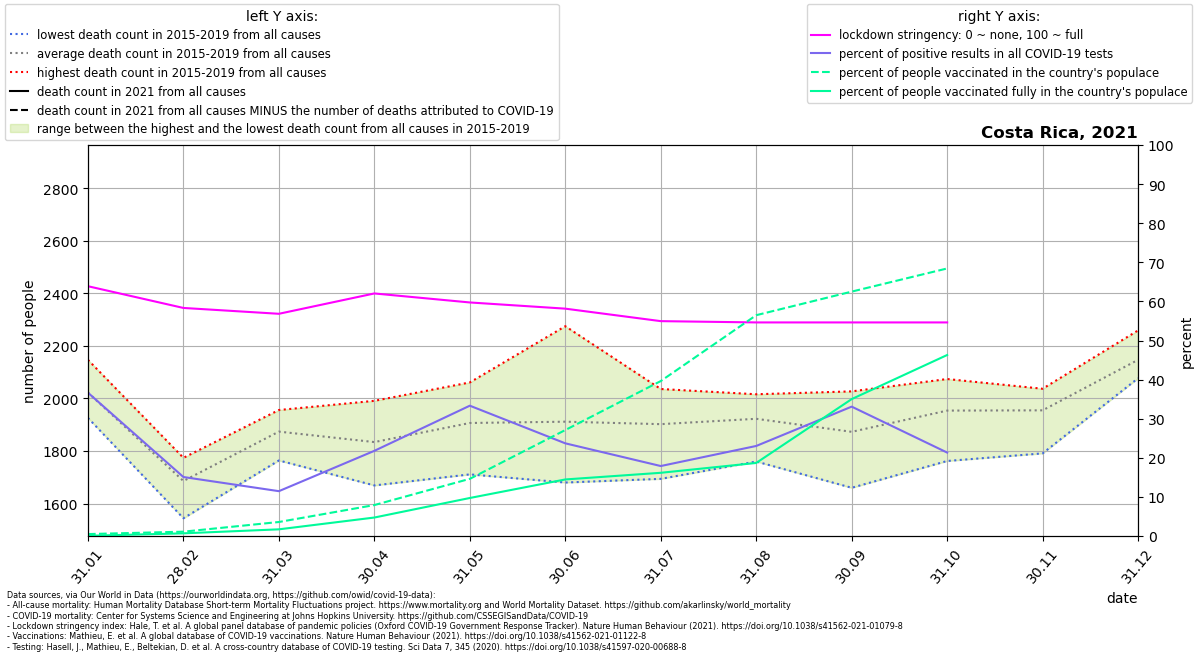 left Y axis:
lowest death count in 2015-2019 from all causes
average death count in 2015-2019 from all causes
highest death count in 2015-2019 from all causes
death count in 2021 from all causes
death count in 2021 from all causes MINUS the number of deaths attributed to COVID-19
range between the highest and the lowest death count from all causes in 2015-2019
right Y axis:
lockdown stringency: 0 ~ none, 100 ~ full
percent of positive results in all COVID-19 tests
percent of people vaccinated in the country's populace
percent of people vaccinated fully in the country's populace
Costa Rica, 2021
number of people
2800
2600
2400
2200
2000
1800
1600
100
90
80
70
60
50
40
30
20
10
0
percent
31.01
28.02
31.03
30.04
31.05
30.06
31.07
31.08
30.09
31.10
30.11
31.12
date
Data sources, via Our World in Data (https://ourworldindata.org, https://github.com/owid/covid-19-data):
- All-cause mortality: Human Mortality Database Short-term Mortality Fluctuations project. https://www.mortality.org and World Mortality Dataset. https://github.com/akarlinsky/world_mortality
- COVID-19 mortality: Center for Systems Science and Engineering at Johns Hopkins University. https://github.com/CSSEGISandData/COVID-19
- Lockdown stringency index: Hale, T. et al. A global panel database of pandemic policies (Oxford COVID-19 Government Response Tracker). Nature Human Behaviour (2021). https://doi.org/10.1038/s41562-021-01079-8
- Vaccinations: Mathieu, E. et al. A global database of COVID-19 vaccinations. Nature Human Behaviour (2021). https://doi.org/10.1038/s41562-021-01122-8
- Testing: Hasell, J., Mathieu, E., Beltekian, D. et al. A cross-country database of COVID-19 testing. Sci Data 7, 345 (2020). https://doi.org/10.1038/s41597-020-00688-8